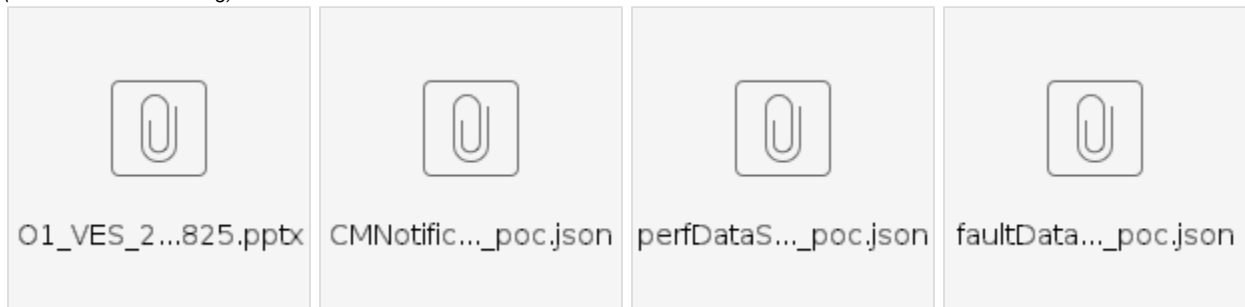 O1_VES_2...825.pptx
CMNotific..._poc.json
perfDataS..._poc.json
faultData..._poc.json